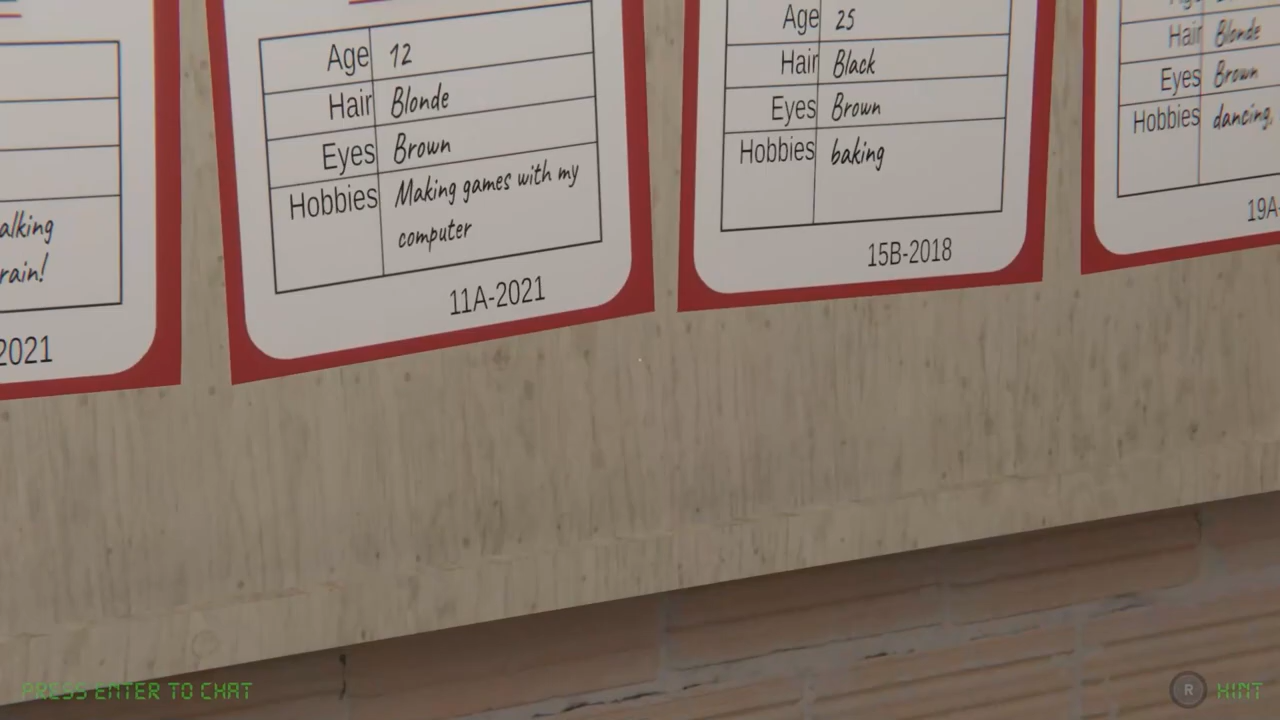 alking
rain!
2021
Age 12
Hair Blonde
Eyes Brown
Hobbies Making games with my
computer
11A-2021
Age 25
Hair Black
Eyes Brown
Hobbies baking
15B-2018
Hair Blonde
Eyes Brown
Hobbies dancing,
19A-
PRESS ENTER TO CHAT
R HINT